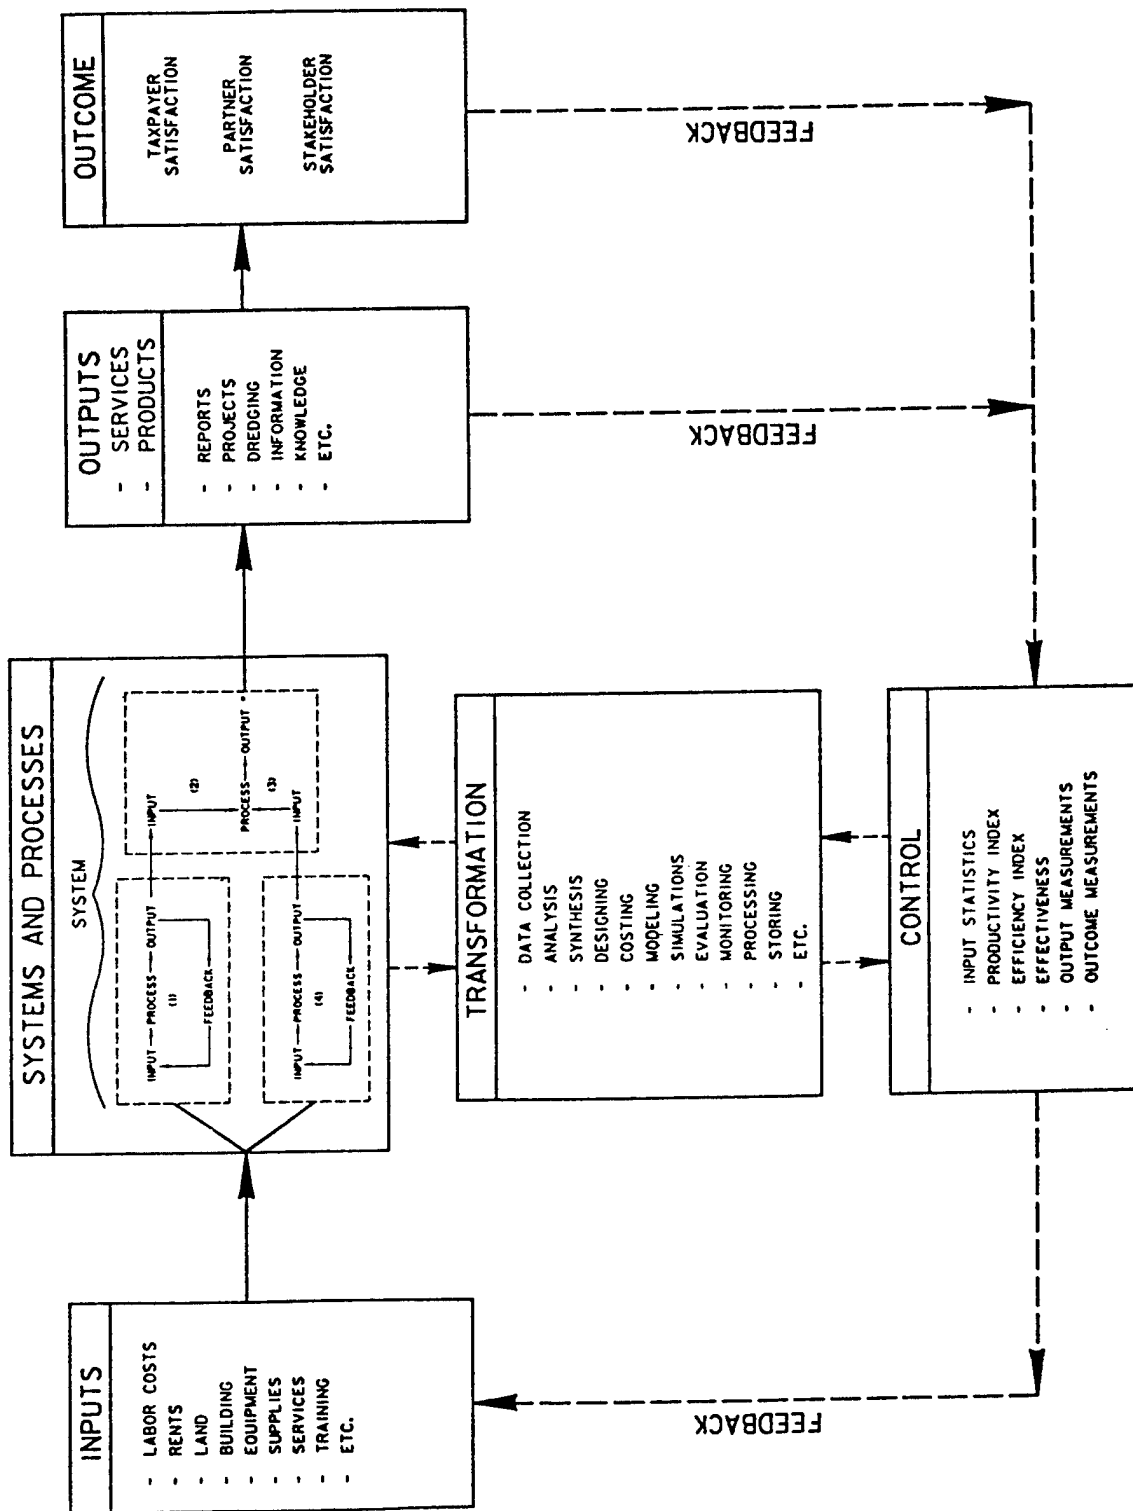 INPUTS
- LABOR COSTS
- RENTS
- LAND
- BUILDING
- EQUIPMENT
- SUPPLIES
- SERVICES
- TRAINING
- ETC.
SYSTEMS AND PROCESSES
SYSTEM
INPUT PROCESS OUTPUT
(1)
FEEDBACK
INPUT PROCESS OUTPUT
(4)
FEEDBACK
INPUT
(2)
PROCESS OUTPUT
(3)
INPUT
OUTPUTS
- SERVICES
- PRODUCTS
- REPORTS
- PROJECTS
- DREDGING
- INFORMATION
- KNOWLEDGE
- ETC.
OUTCOME
TAXPAYER
SATISFACTION
PARTNER
SATISFACTION
STAKEHOLDER
SATISFACTION
TRANSFORMATION
- DATA COLLECTION
- ANALYSIS
- SYNTHESIS
- DESIGNING
- COSTING
- MODELING
- SIMULATIONS
- EVALUATION
- MONITORING
- PROCESSING
- STORING
- ETC.
CONTROL
- INPUT STATISTICS
- PRODUCTIVITY INDEX
- EFFICIENCY INDEX
- EFFECTIVENESS
- OUTPUT MEASUREMENTS
- OUTCOME MEASUREMENTS
FEEDBACK
FEEDBACK
FEEDBACK